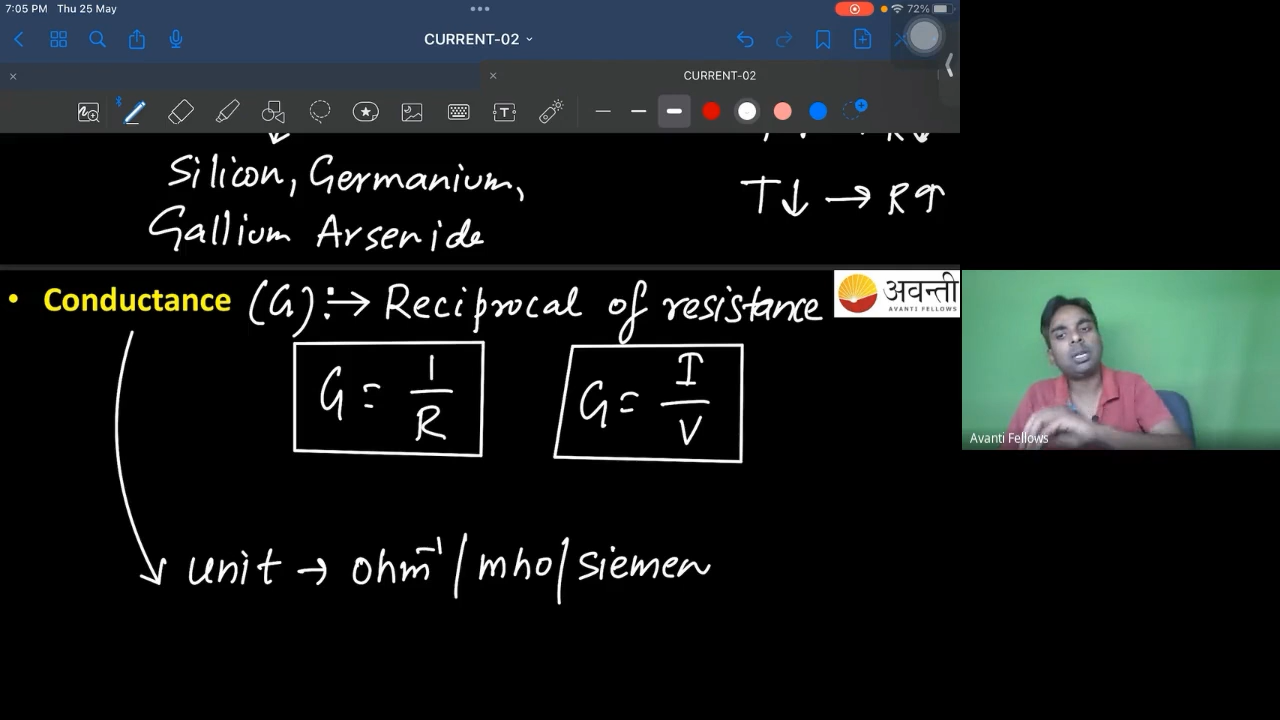 7:05 PM Thu 25 May
72%
CURRENT-02
CURRENT-02
Silicon, Germanium,
Gallium Arsenide
T↓ → R↑
• Conductance (G):→ Reciprocal of resistance
अवन्ती
AVANTI FELLOWS
G = 1/R
G = I/V
unit → ohm⁻¹/mho/siemen
Avanti Fellows